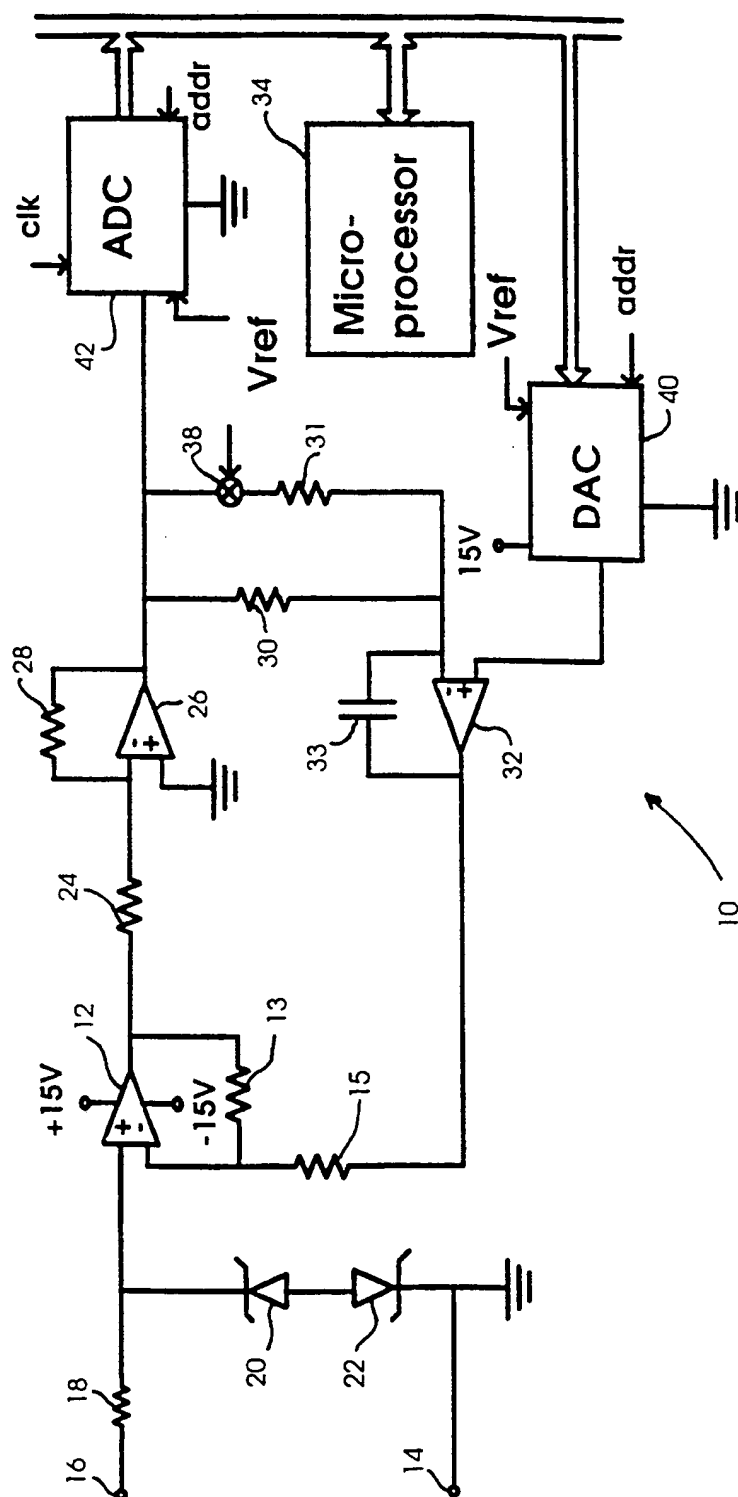 16
18
20
22
14
+15V
12
+
-
-15V
13
15
24
28
26
-
+
30
38
31
33
32
-
+
clk
42
ADC
addr
Vref
34
Micro-
processor
Vref
addr
15V
DAC
40
10